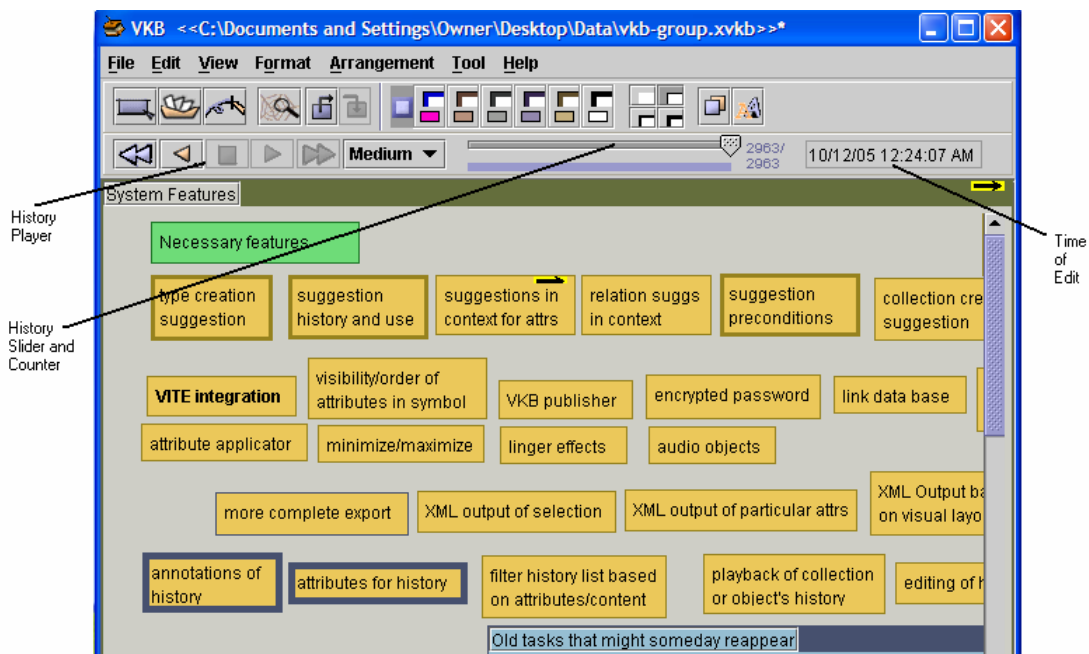 VKB <<C:\Documents and Settings\Owner\Desktop\Data\vkb-group.xvkb>>*
File Edit View Format Arrangement Tool Help
Medium
2963/
2963
10/12/05 12:24:07 AM
System Features
History
Player
Time
of
Edit
History
Slider and
Counter
Necessary features
type creation
suggestion
suggestion
history and use
suggestions in
context for attrs
relation suggs
in context
suggestion
preconditions
collection cre
suggestion
VITE integration
visibility/order of
attributes in symbol
VKB publisher
encrypted password
link data base
attribute applicator
minimize/maximize
linger effects
audio objects
more complete export
XML output of selection
XML output of particular attrs
XML Output ba
on visual layo
annotations of
history
attributes for history
filter history list based
on attributes/content
playback of collection
or object's history
editing of h
Old tasks that might someday reappear